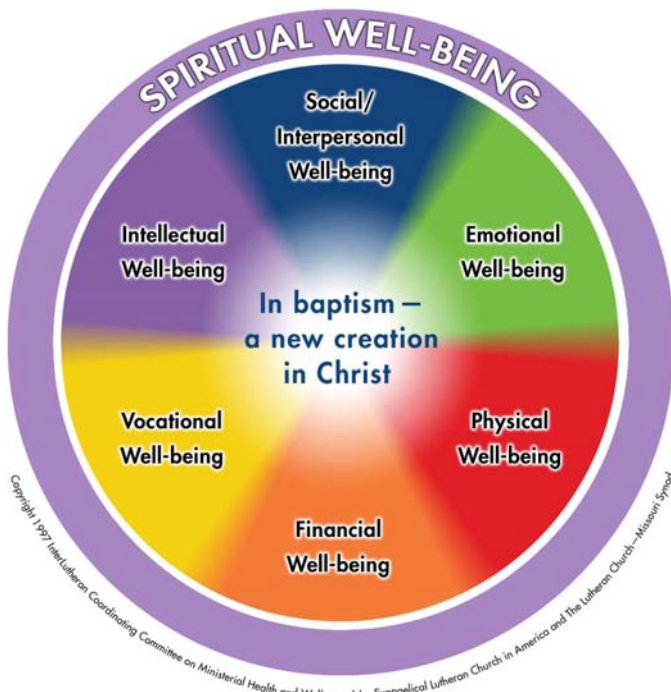 SPIRITUAL WELL-BEING
Social/
Interpersonal
Well-being
Intellectual
Well-being
Emotional
Well-being
In baptism –
a new creation
in Christ
Vocational
Well-being
Physical
Well-being
Financial
Well-being
Copyright 1997 InterLutheran Coordinating Committee on Ministerial Health and Evangelical Lutheran Church in America and The Lutheran Church—Missouri Synod